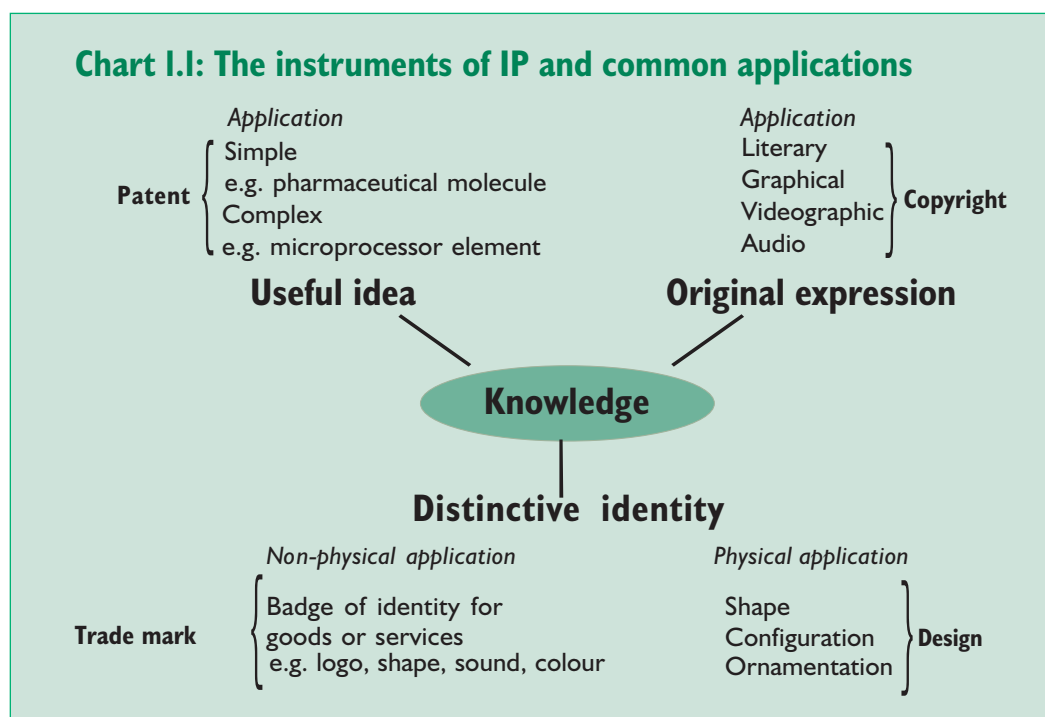 Chart 1.1: The instruments of IP and common applications
Application
Patent
Simple
e.g. pharmaceutical molecule
Complex
e.g. microprocessor element
Application
Literary
Graphical
Videographic
Audio
Copyright
Useful idea
Original expression
Knowledge
Distinctive identity
Non-physical application
Trade mark
Badge of identity for
goods or services
e.g. logo, shape, sound, colour
Physical application
Shape
Configuration
Ornamentation
Design